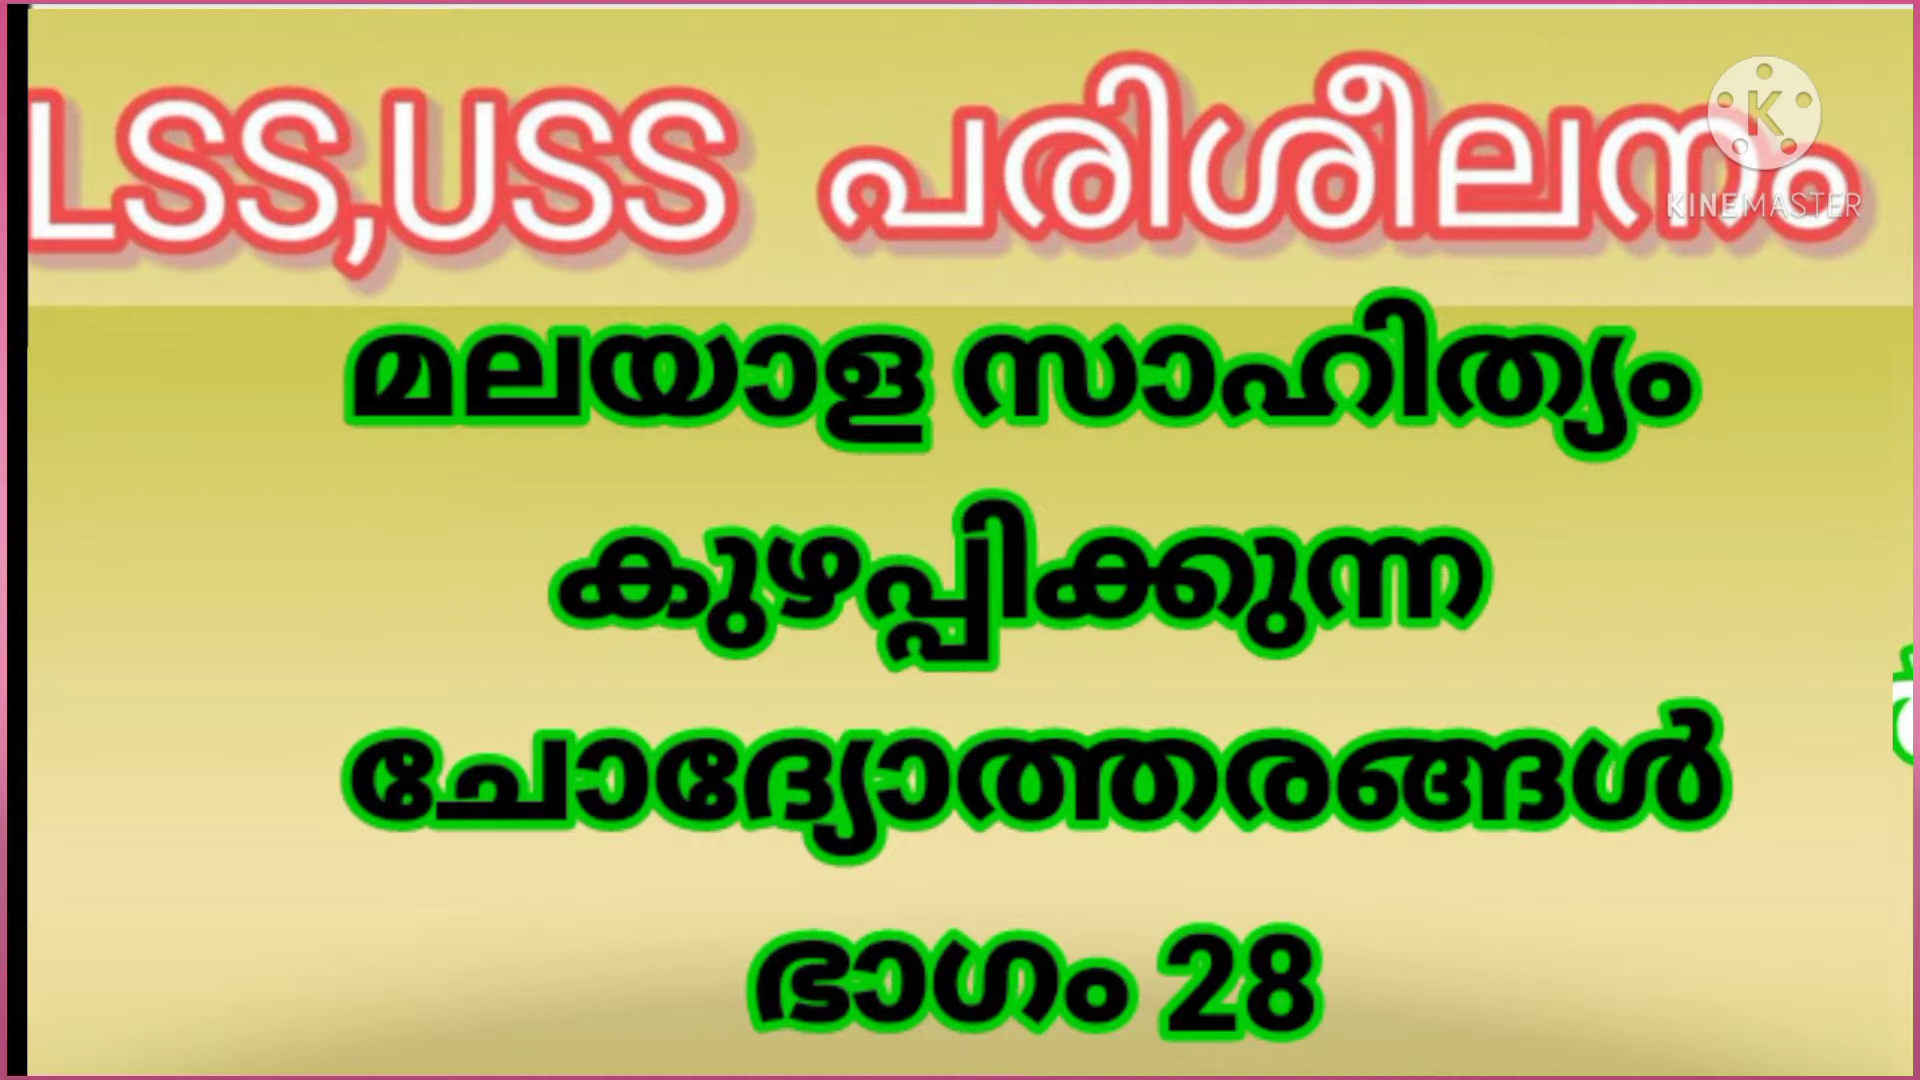 LSS,USS പരിശീലനം
KINEMASTER
മലയാള സാഹിത്യം
കുഴപ്പിക്കുന്ന
ചോദ്യോത്തരങ്ങൾ
ഭാഗം 28